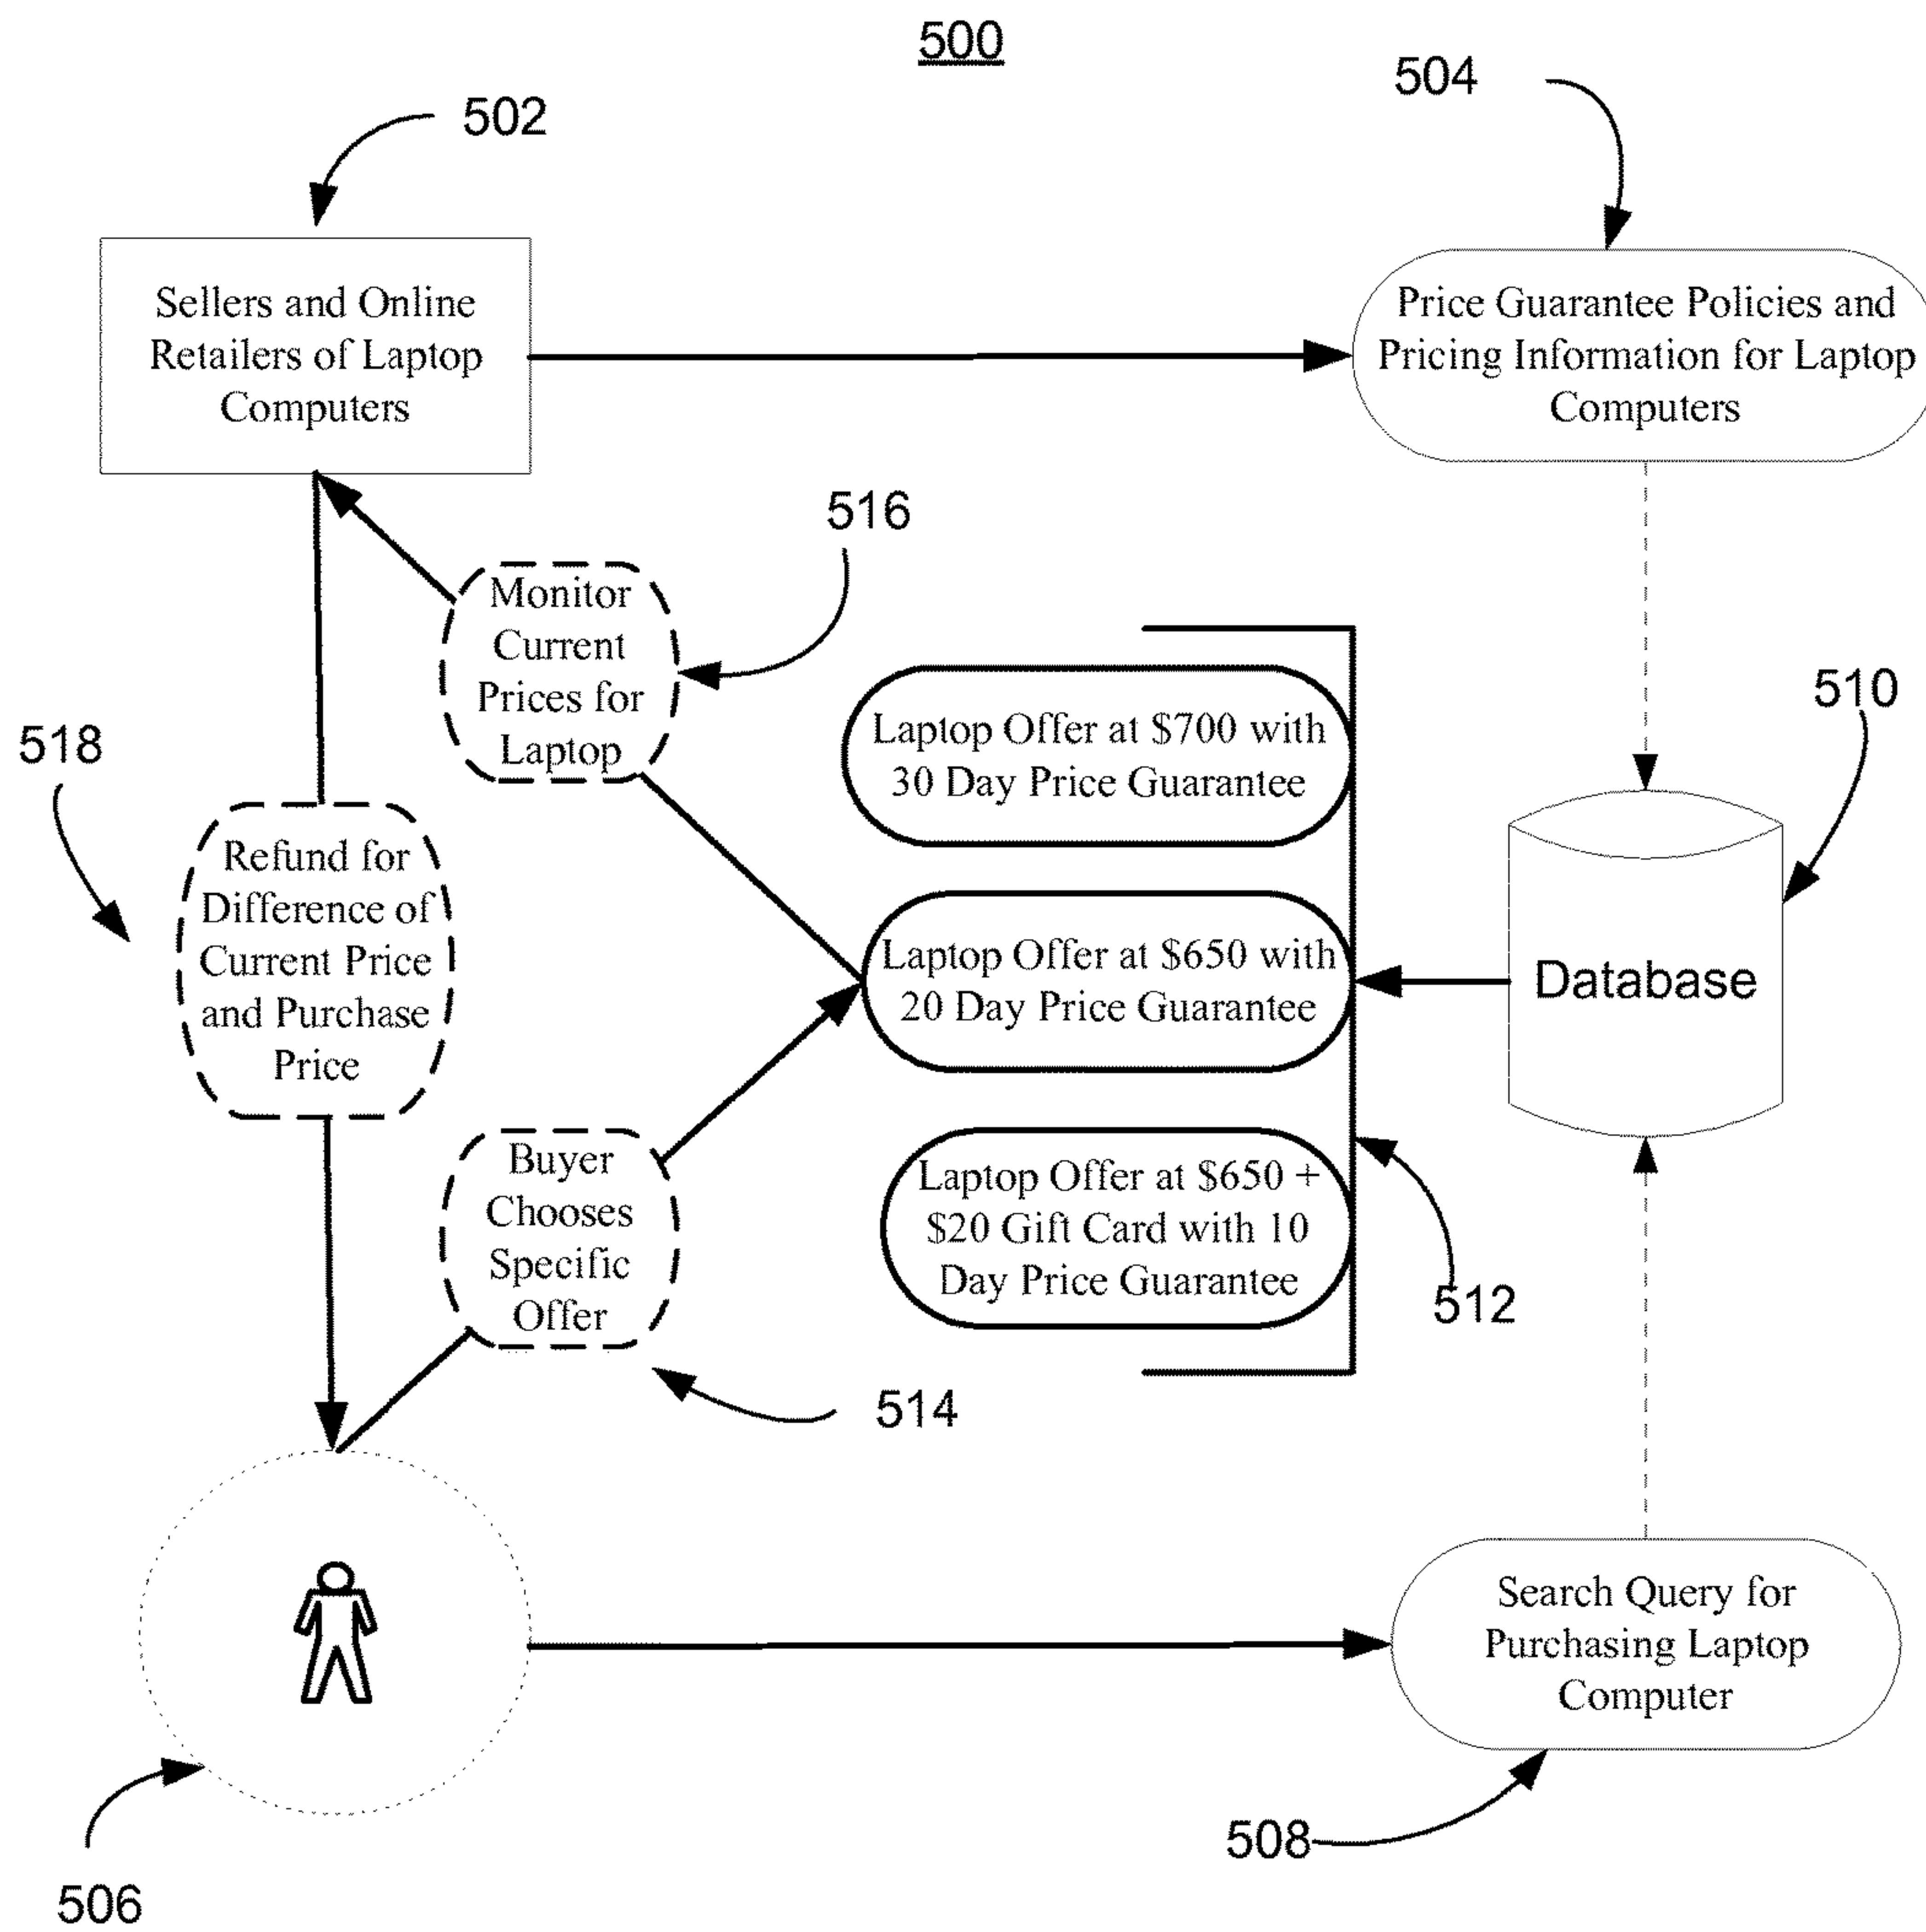 500
502
504
Sellers and Online
Retailers of Laptop
Computers
Price Guarantee Policies and
Pricing Information for Laptop
Computers
516
Monitor
Current
Prices for
Laptop
510
518
Laptop Offer at $700 with
30 Day Price Guarantee
Refund for
Difference of
Current Price
and Purchase
Price
Laptop Offer at $650 with
20 Day Price Guarantee
Database
Buyer
Chooses
Specific
Offer
Laptop Offer at $650 +
$20 Gift Card with 10
Day Price Guarantee
512
514
Search Query for
Purchasing Laptop
Computer
508
506